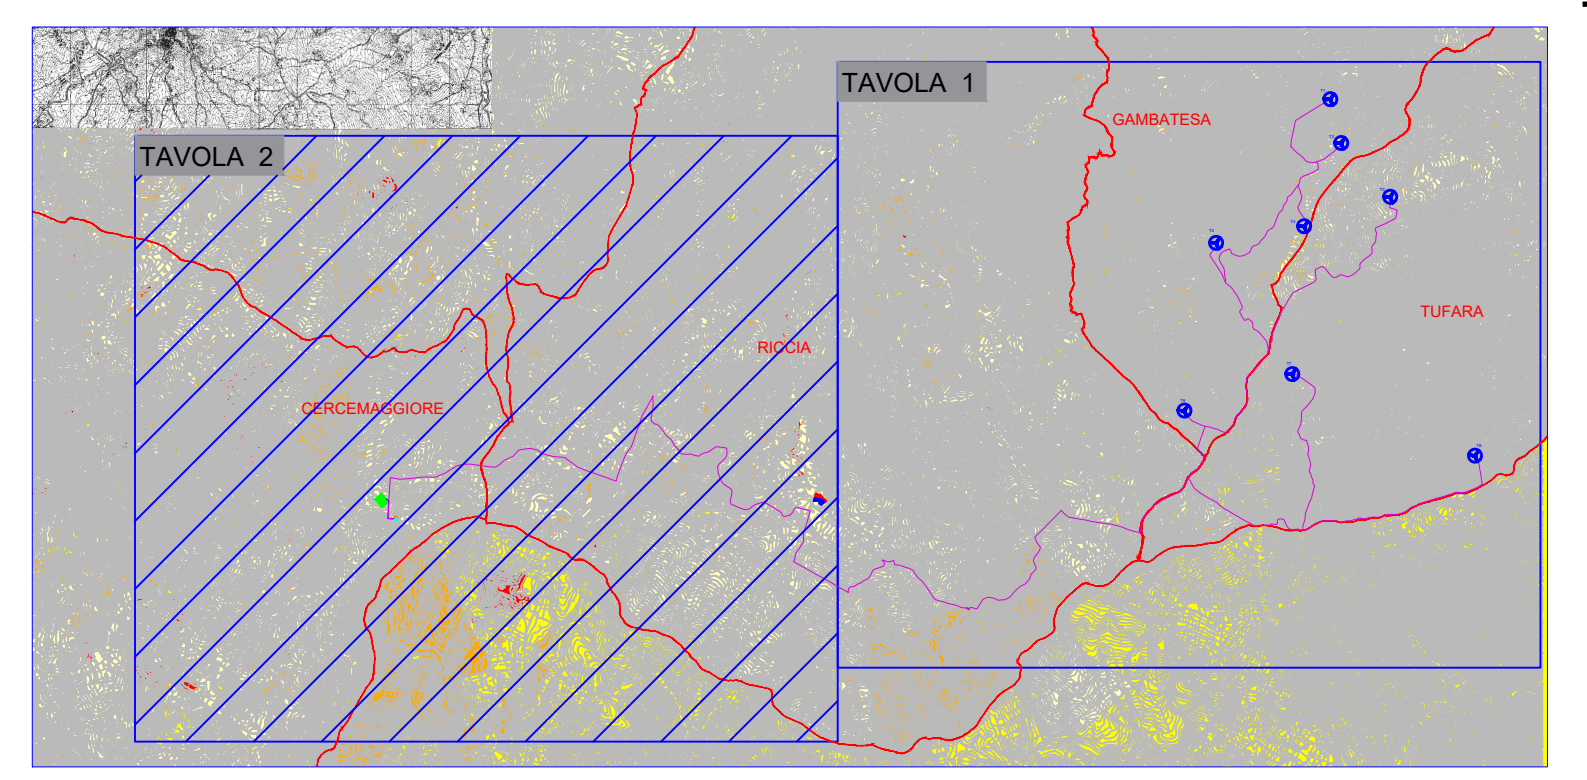 TAVOLA 1
GAMBATESA
TAVOLA 2
TUFARA
RICCIA
CERCEMAGGIORE